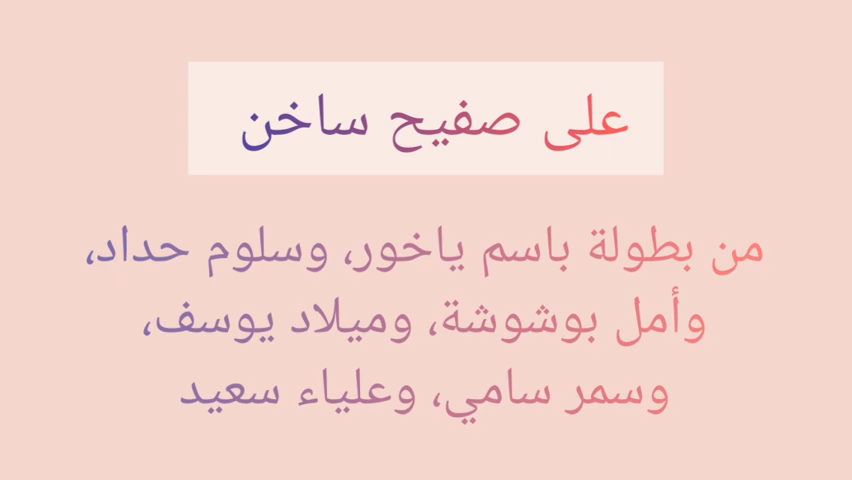 على صفيح ساخن
من بطولة باسم ياخور، وسلوم حداد،
وأمل بوشوشة، وميلاد يوسف،
وسمر سامي، وعلياء سعيد